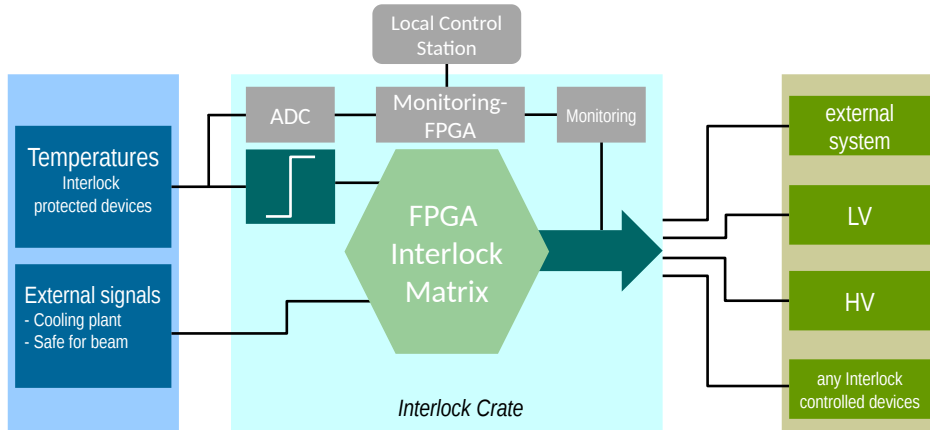 Local Control
Station
ADC
Monitoring-
FPGA
Monitoring
Temperatures
Interlock
protected devices
External signals
- Cooling plant
- Safe for beam
FPGA
Interlock
Matrix
Interlock Crate
external
system
LV
HV
any Interlock
controlled devices